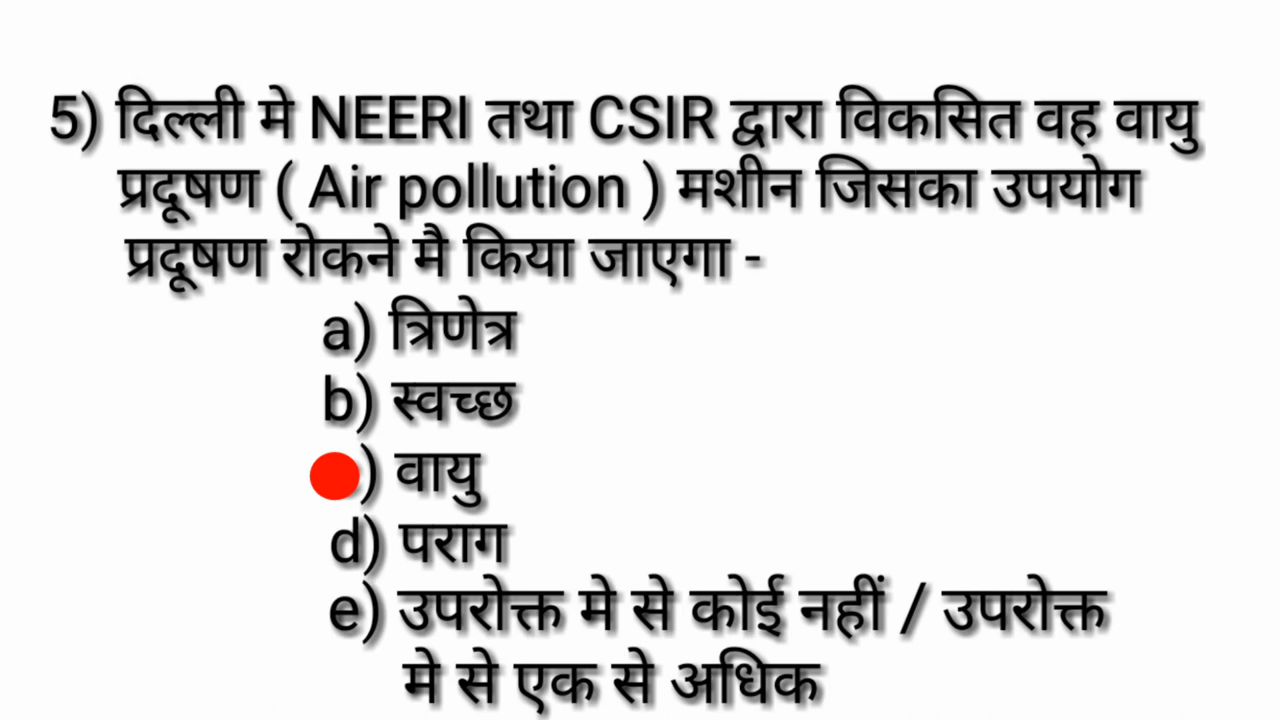 5) दिल्ली मे NEERI तथा CSIR द्वारा विकसित वह वायु
प्रदूषण ( Air pollution ) मशीन जिसका उपयोग
प्रदूषण रोकने मै किया जाएगा -
a) त्रिणेत्र
b) स्वच्छ
) वायु
d) पराग
e) उपरोक्त मे से कोई नहीं / उपरोक्त
मे से एक से अधिक